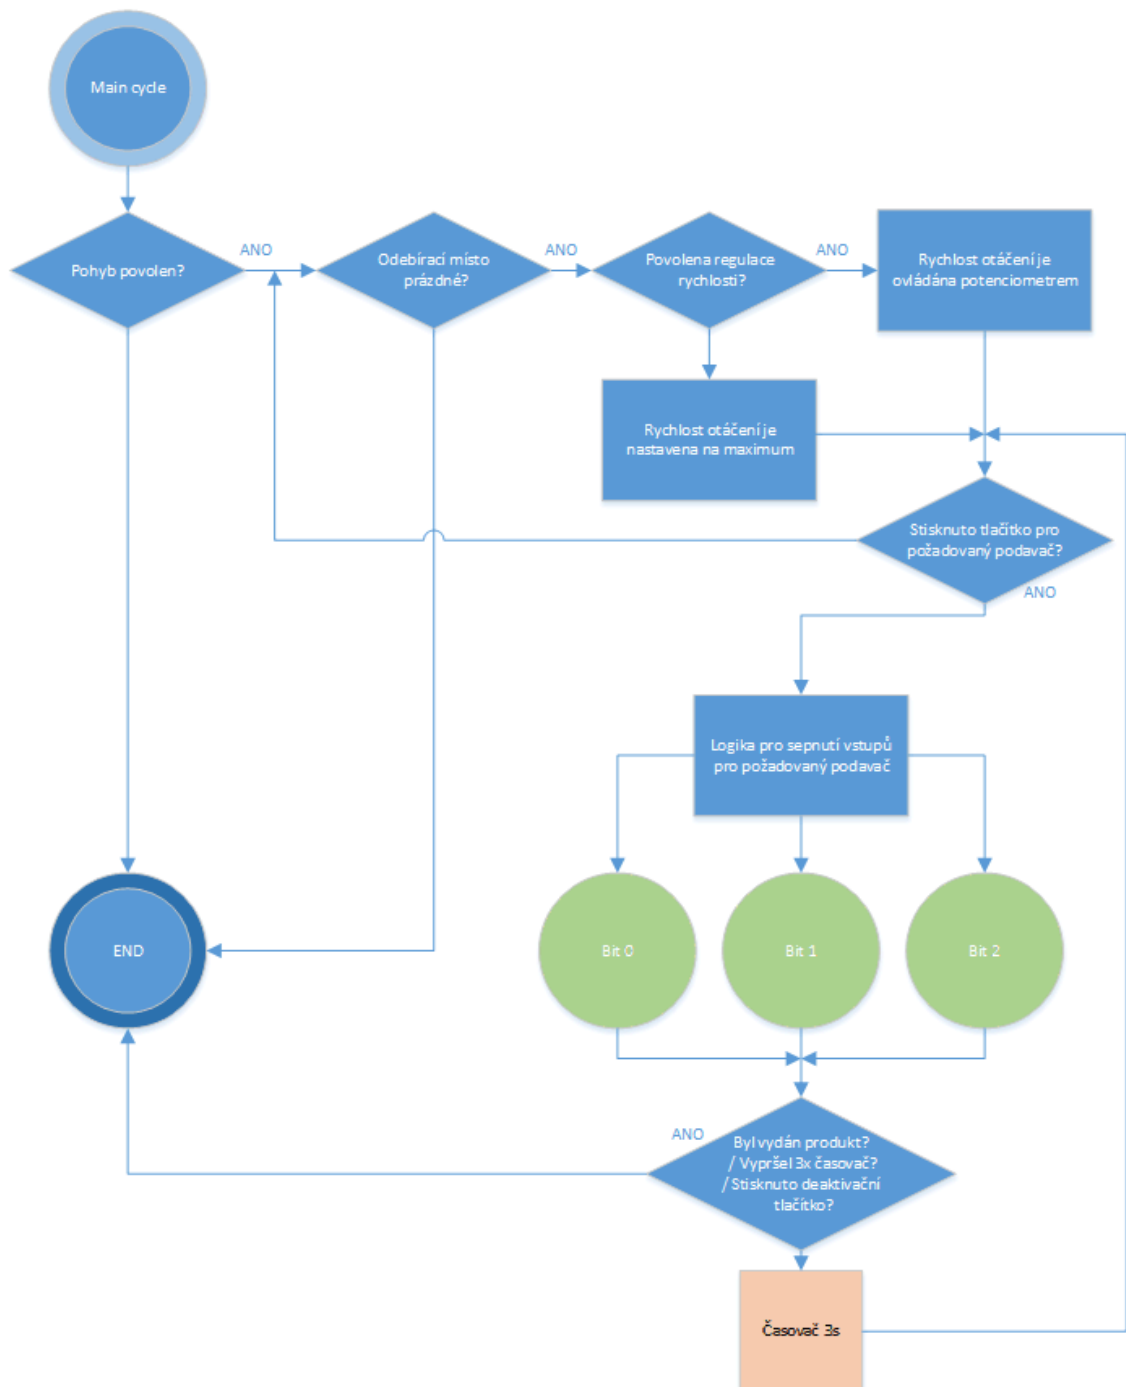 Main cycle
Pohyb povolen?
ANO
Odebírací místo
prázdné?
ANO
Povolena regulace
rychlosti?
ANO
Rychlost otáčení je
ovládána potenciometrem
Rychlost otáčení je
nastavena na maximum
Stisknuto tlačítko pro
požadovaný podavač?
ANO
Logika pro sepnutí vstupů
pro požadovaný podavač
END
Bit 0
Bit 1
Bit 2
ANO
Byl vydán produkt?
/ Vypršel 3x časovač?
/ Stisknuto deaktivační
tlačítko?
Časovač 3s